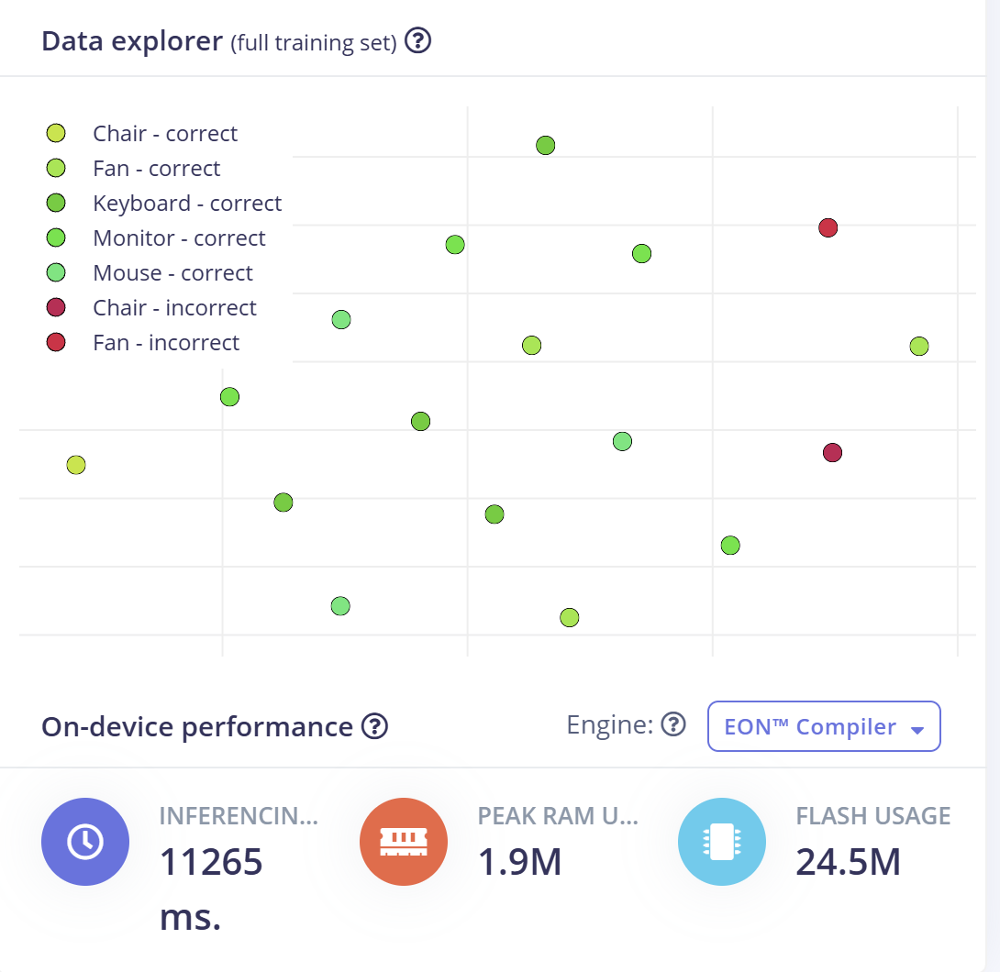 Data explorer (full training set) ?
Chair - correct
Fan - correct
Keyboard - correct
Monitor - correct
Mouse - correct
Chair - incorrect
Fan - incorrect
On-device performance ?
Engine: ?
EON™ Compiler
INFERENCIN...
11265
ms.
PEAK RAM U...
1.9M
FLASH USAGE
24.5M